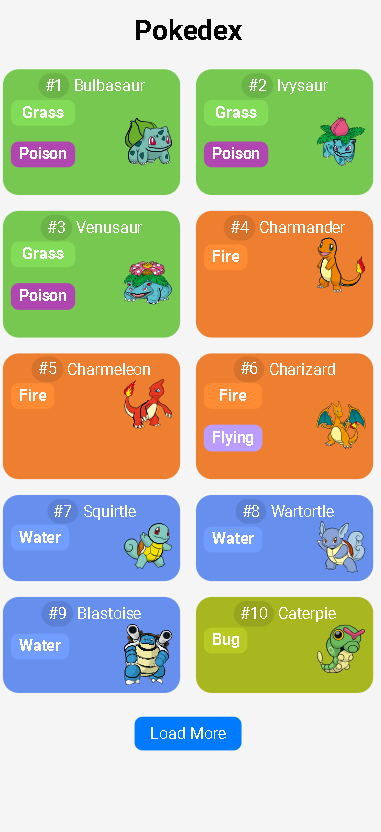 Pokedex
#1 Bulbasaur
Grass
Poison
#2 Ivysaur
Grass
Poison
#3 Venusaur
Grass
Poison
#4 Charmander
Fire
#5 Charmeleon
Fire
#6 Charizard
Fire
Flying
#7 Squirtle
Water
#8 Wartortle
Water
#9 Blastoise
Water
#10 Caterpie
Bug
Load More